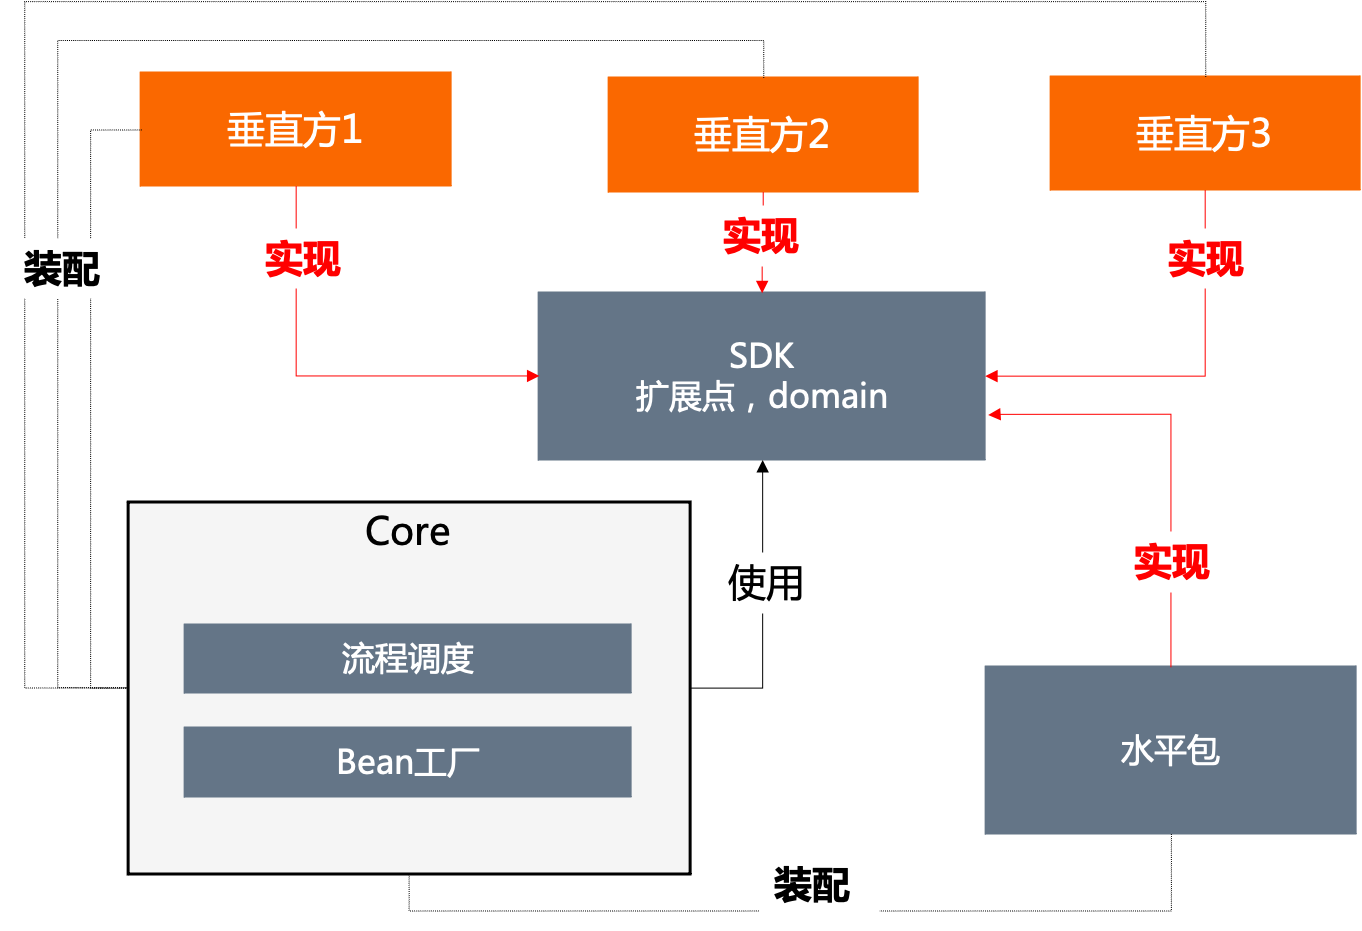 垂直方1
垂直方2
垂直方3
装配
实现
实现
实现
SDK
扩展点，domain
Core
使用
实现
流程调度
Bean工厂
水平包
装配